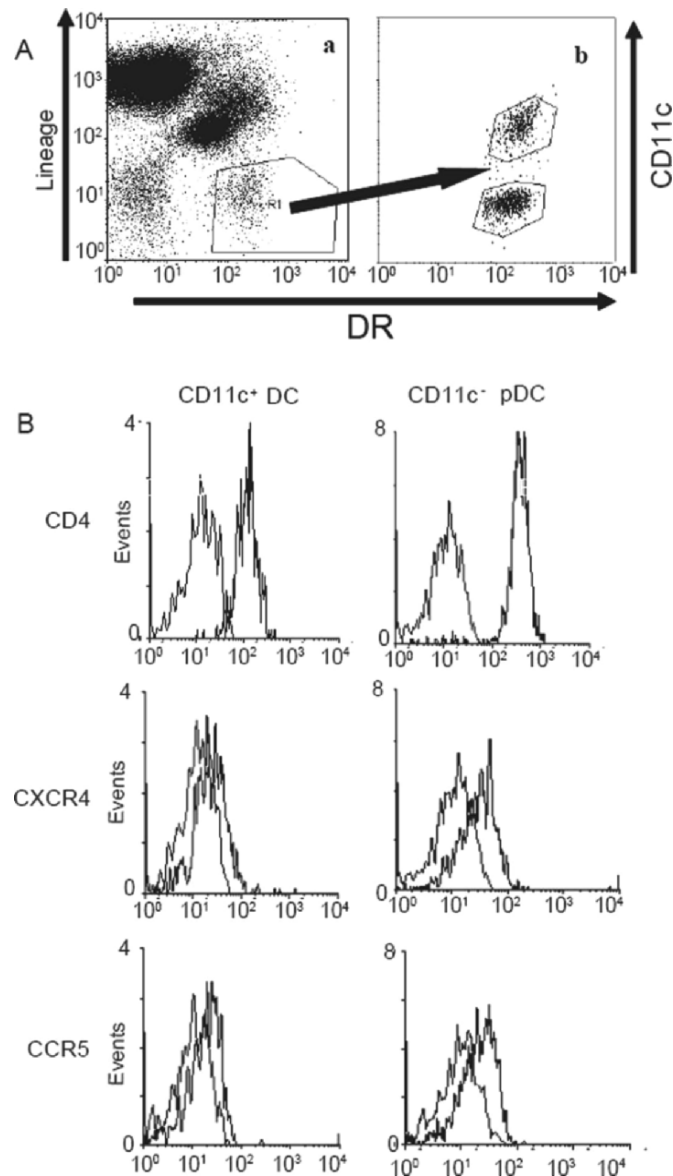 A
a
b
Lineage
CD11c
10⁴
10³
10²
10¹
10⁰
R1
10⁰ 10¹ 10² 10³ 10⁴
10⁰ 10¹ 10² 10³ 10⁴
DR
B
CD11c⁺ DC
CD11c⁻ pDC
CD4
4
Events
0
10⁰ 10¹ 10² 10³ 10⁴
8
0
10⁰ 10¹ 10² 10³ 10⁴
CXCR4
4
Events
0
10⁰ 10¹ 10² 10³ 10⁴
8
0
10⁰ 10¹ 10² 10³ 10⁴
CCR5
4
Events
0
10⁰ 10¹ 10² 10³ 10⁴
8
0
10⁰ 10¹ 10² 10³ 10⁴